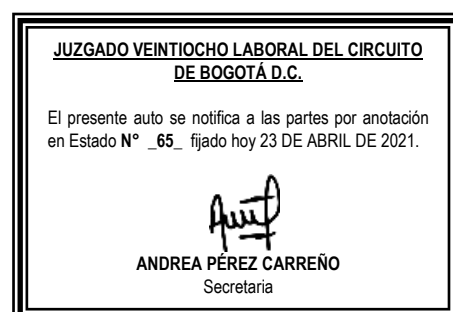 JUZGADO VEINTIOCHO LABORAL DEL CIRCUITO
DE BOGOTÁ D.C.
El presente auto se notifica a las partes por anotación
en Estado N° _65_ fijado hoy 23 DE ABRIL DE 2021.
ANDREA PÉREZ CARREÑO
Secretaria